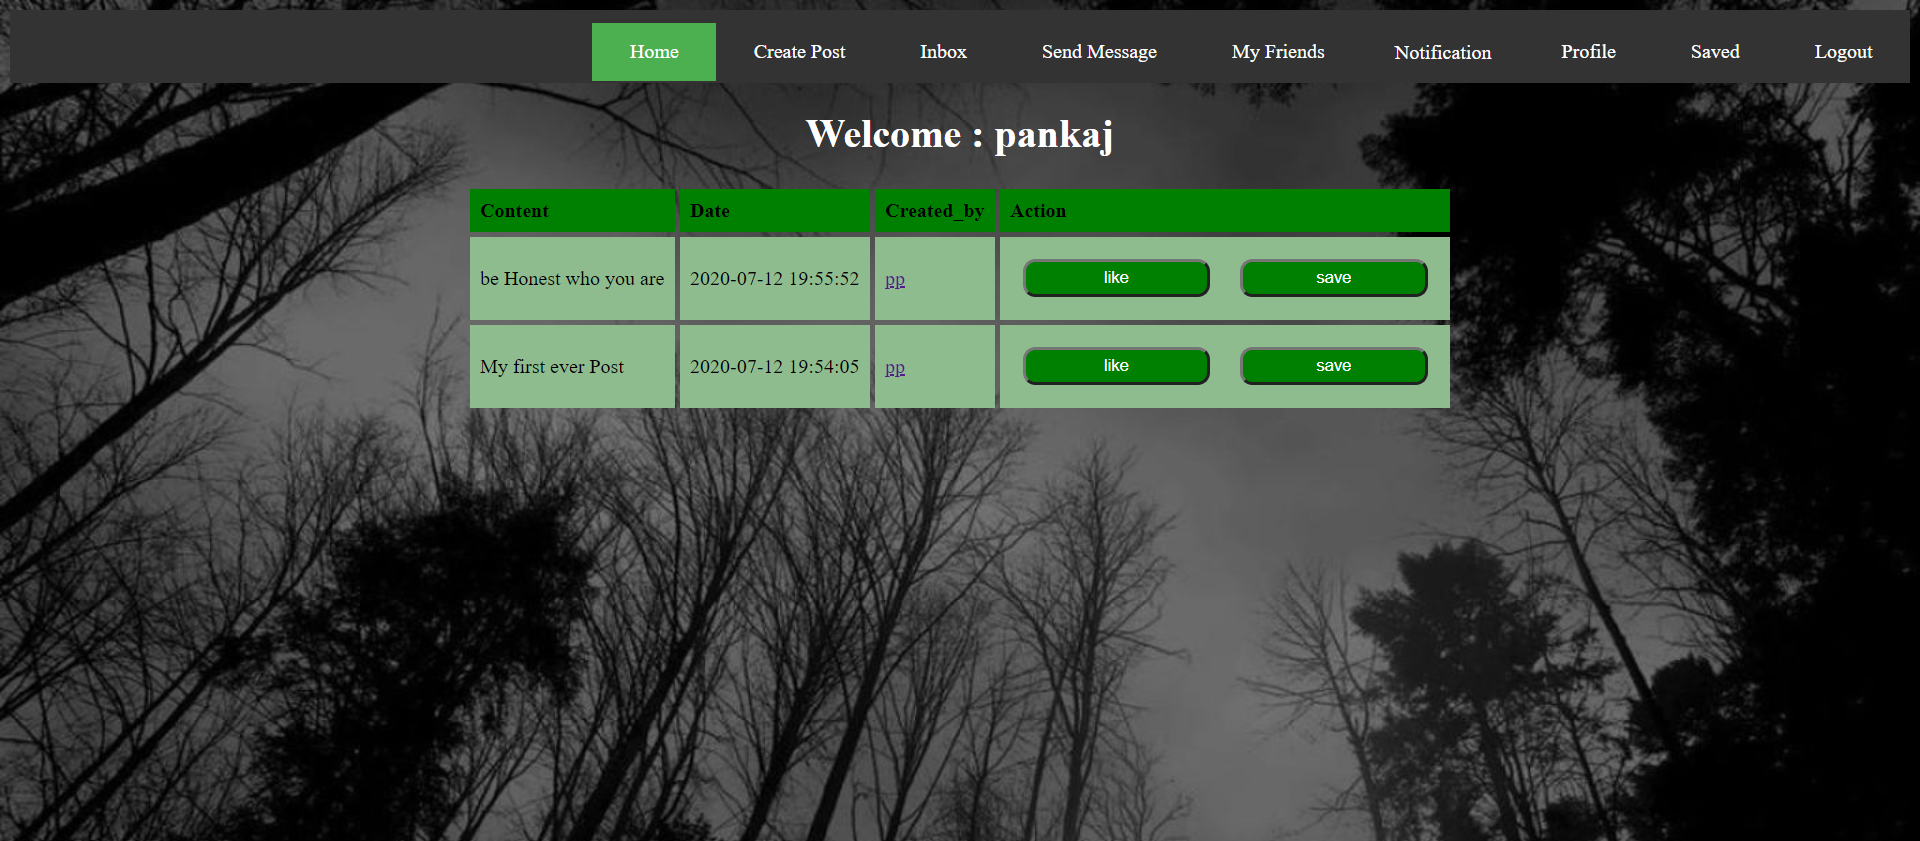 Home Create Post Inbox Send Message My Friends Notification Profile Saved Logout
Welcome : pankaj
Content Date Created_by Action
be Honest who you are 2020-07-12 19:55:52 pp like save
My first ever Post 2020-07-12 19:54:05 pp like save